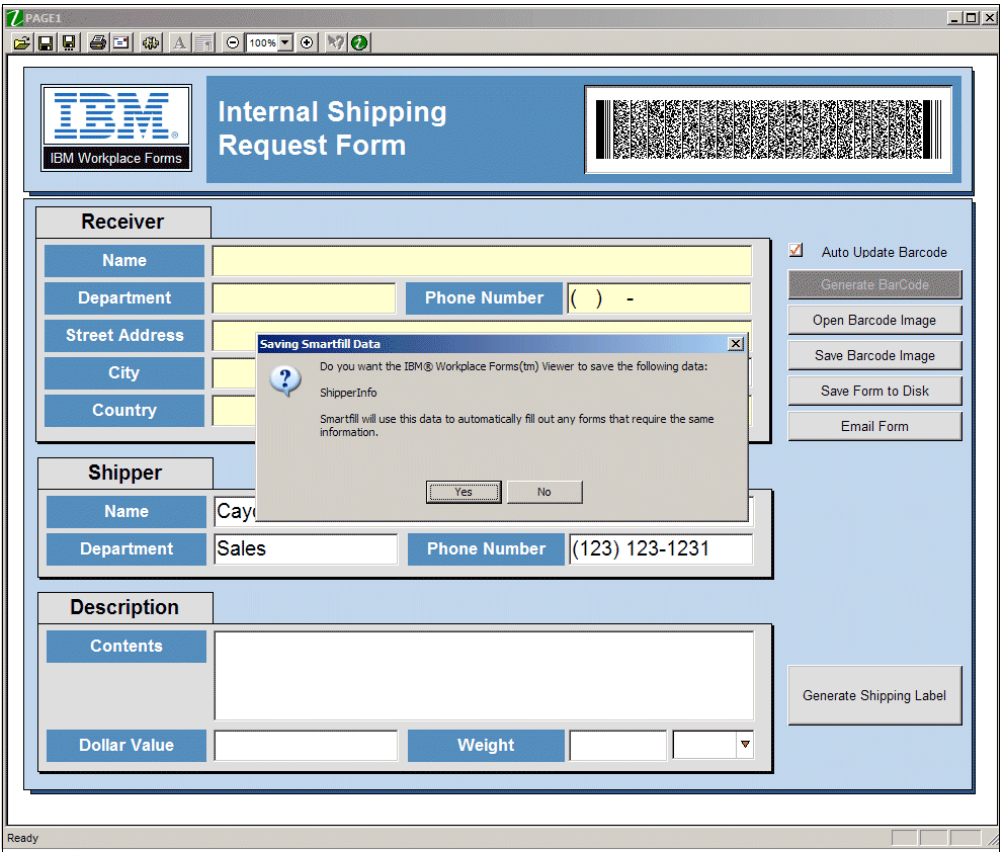 PAGE1
A
100%
IBM
IBM Workplace Forms
Internal Shipping
Request Form
Receiver
Name
Department
Phone Number
( ) -
Street Address
City
Country
Auto Update Barcode
Generate BarCode
Open Barcode Image
Save Barcode Image
Save Form to Disk
Email Form
Saving Smartfill Data
Do you want the IBM® Workplace Forms(tm) Viewer to save the following data:
ShipperInfo
Smartfill will use this data to automatically fill out any forms that require the same
information.
Yes
No
Shipper
Name
Department
Sales
Phone Number
(123) 123-1231
Description
Contents
Generate Shipping Label
Dollar Value
Weight
Ready